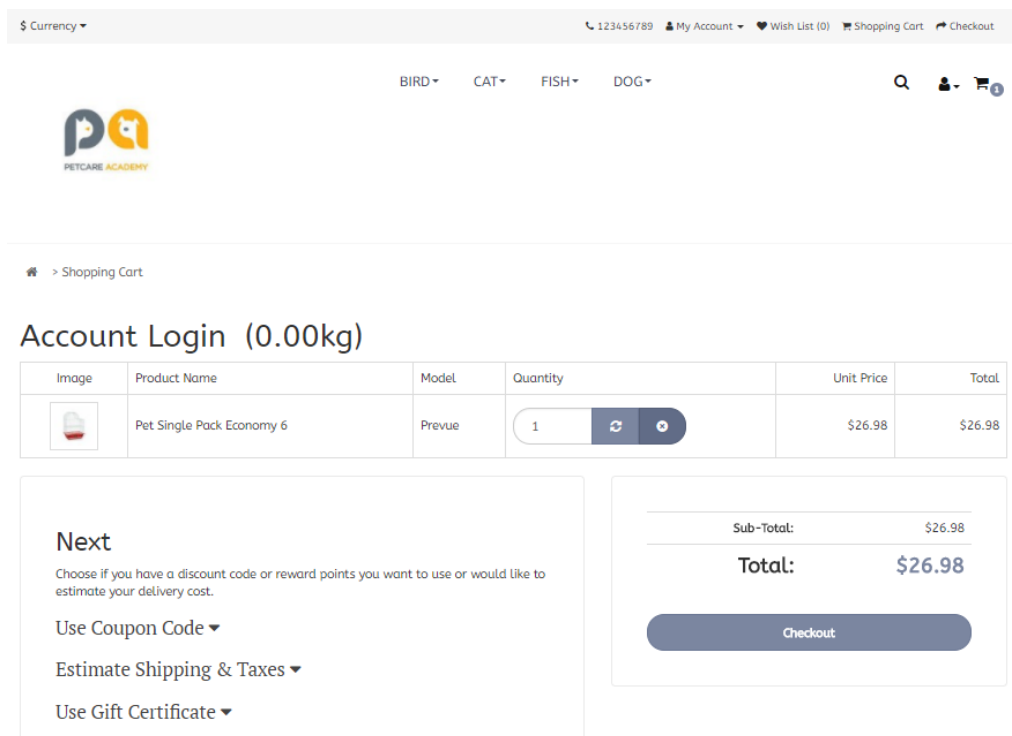 $ Currency
123456789 My Account Wish List (0) Shopping Cart Checkout
BIRD CAT FISH DOG
1
PETCARE ACADEMY
> Shopping Cart
Account Login (0.00kg)
Image Product Name Model Quantity Unit Price Total
Pet Single Pack Economy 6 Prevue 1 $26.98 $26.98
Next
Choose if you have a discount code or reward points you want to use or would like to
estimate your delivery cost.
Use Coupon Code
Estimate Shipping & Taxes
Use Gift Certificate
Sub-Total: $26.98
Total: $26.98
Checkout